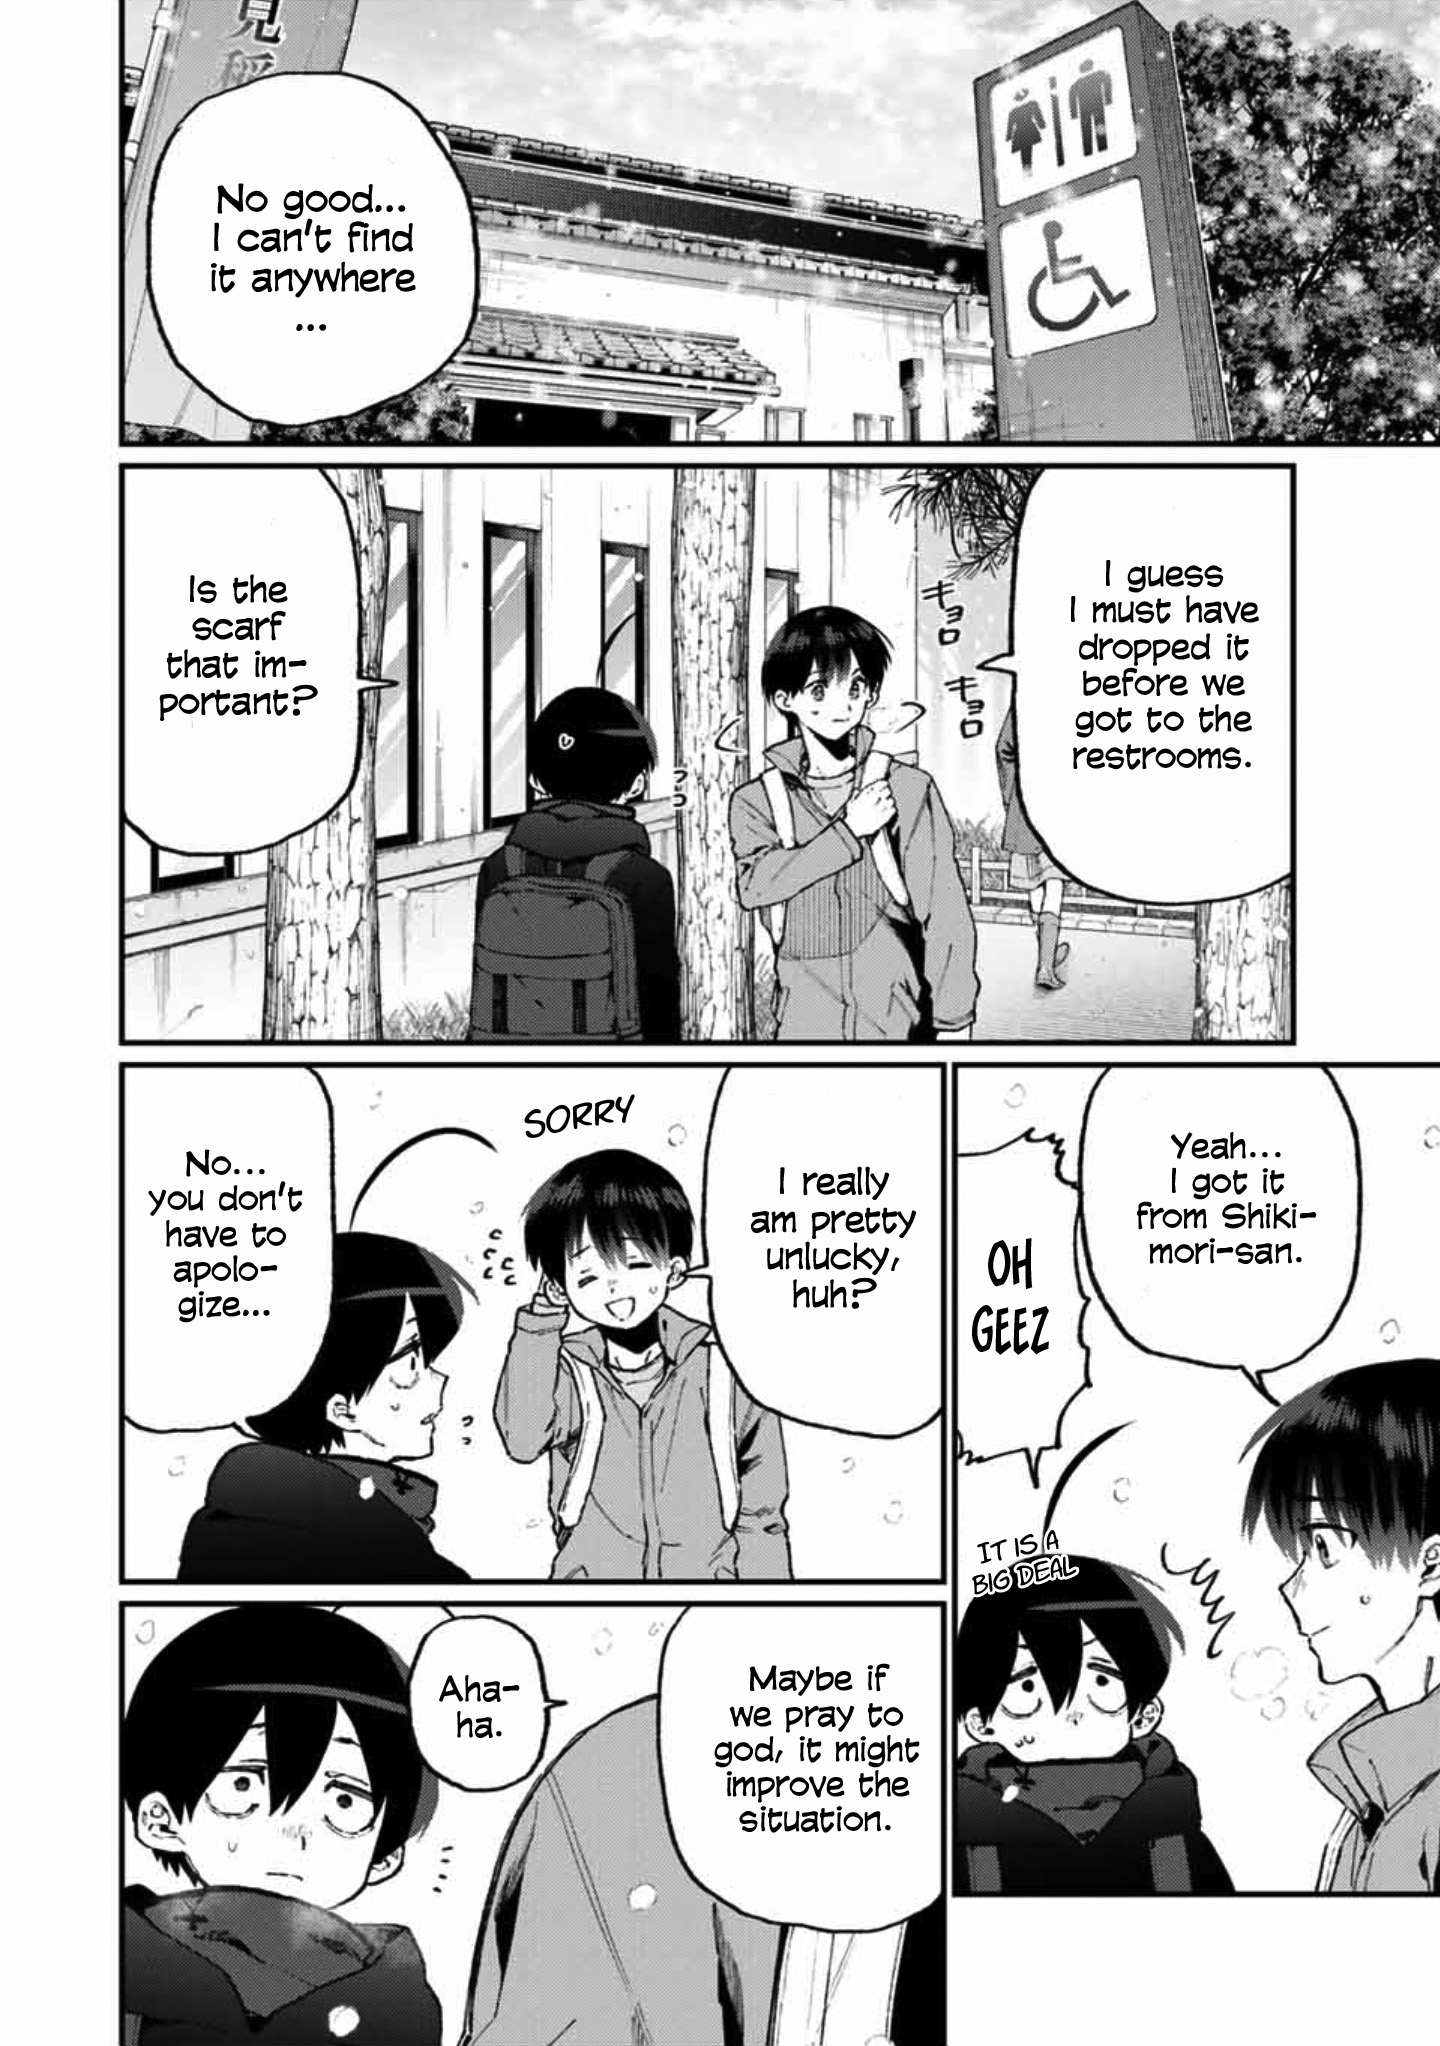 見稲
No good...
I can't find
it anywhere
...
I guess
I must have
dropped it
before we
got to the
restrooms.
キョロ
キョロ
Is the
scarf
that im-
portant?
Yeah...
I got it
from Shiki-
mori-san.
OH
GEEZ
IT IS A
BIG DEAL
I really
am pretty
unlucky,
huh?
SORRY
No...
you don't
have to
apolo-
gize...
Maybe if
we pray to
god, it might
improve the
situation.
Aha-
ha.